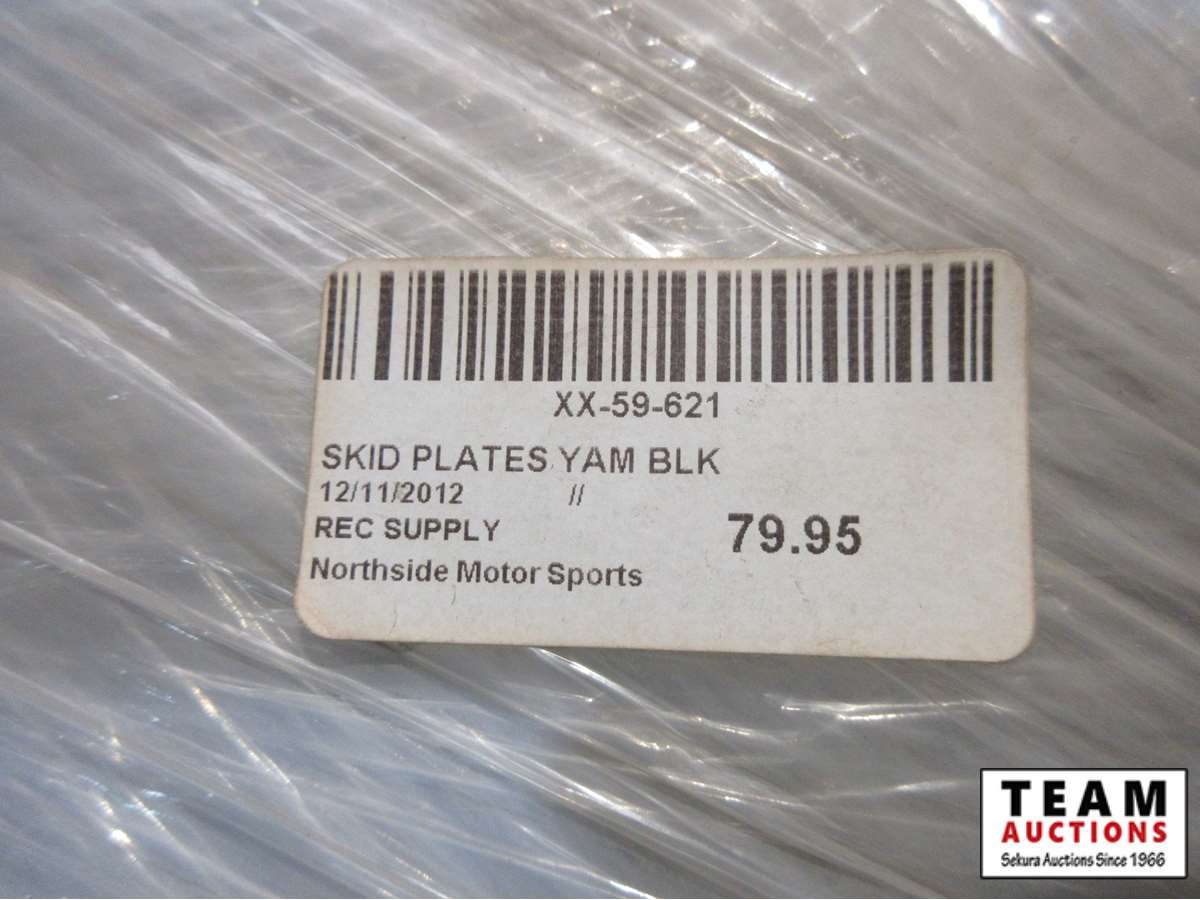 XX-59-621
SKID PLATES YAM BLK
12/11/2012 //
REC SUPPLY 79.95
Northside Motor Sports
TEAM
AUCTIONS
Sekura Auctions Since 1966